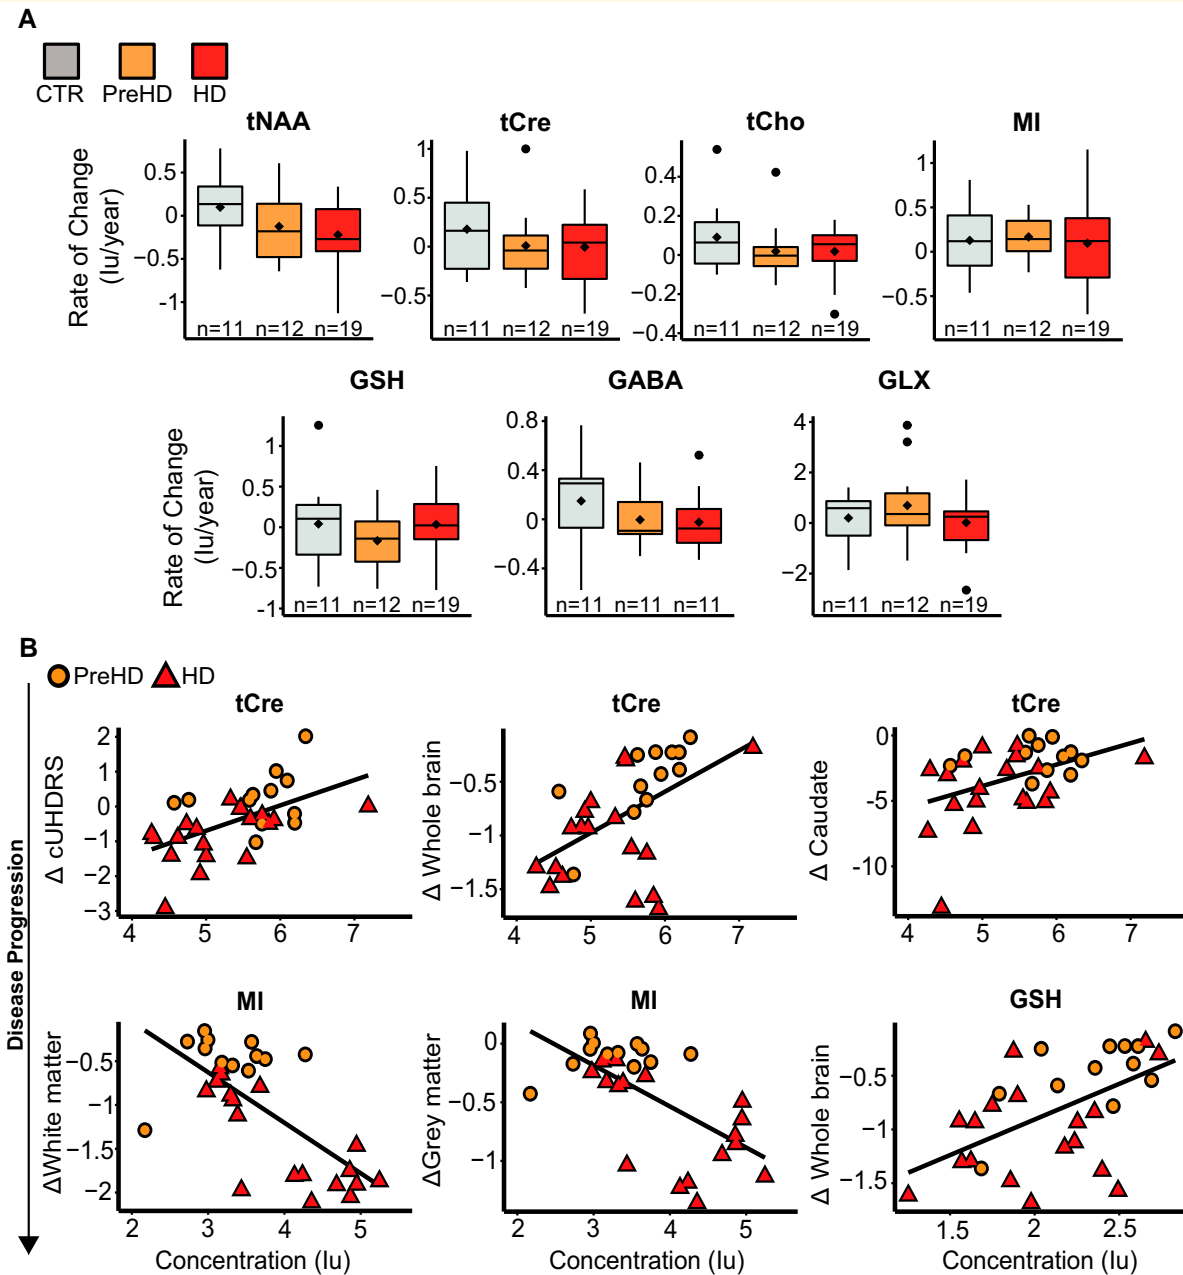 A
CTR PreHD HD
tNAA tCre tCho MI
Rate of Change
(Iu/year)
0.5
0
−0.5
-1
n=11 n=12 n=19
1
0.5
0
−0.5
n=11 n=12 n=19
0.4
0.2
0
−0.2
−0.4
n=11 n=12 n=19
1
0.5
0
−0.5
n=11 n=12 n=19
GSH GABA GLX
Rate of Change
(Iu/year)
1
0.5
0
−0.5
-1
n=11 n=12 n=19
0.8
0.4
0
−0.4
n=11 n=11 n=11
4
2
0
−2
n=11 n=12 n=19
B
PreHD HD
Disease Progression
tCre
Δ cUHDRS
2
1
0
−1
−2
−3
4 5 6 7
tCre
Δ Whole brain
−0.5
−1
−1.5
4 5 6 7
tCre
Δ Caudate
0
−5
-10
4 5 6 7
MI
ΔWhite matter
−0.5
−1
−1.5
−2
2 3 4 5
Concentration (Iu)
MI
ΔGrey matter
0
−0.5
−1
2 3 4 5
Concentration (Iu)
GSH
Δ Whole brain
−0.5
−1
−1.5
1.5 2 2.5
Concentration (Iu)